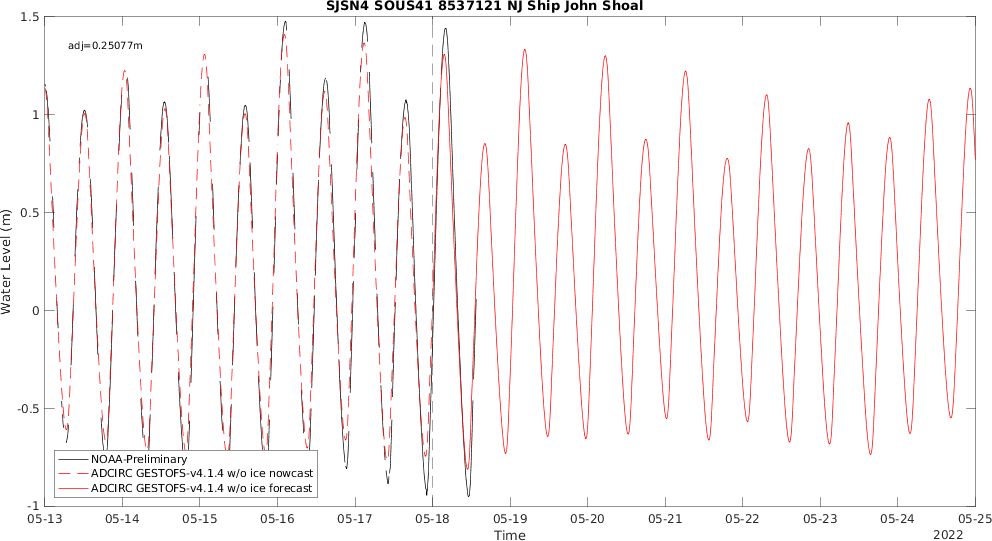 SJSN4 SOUS41 8537121 NJ Ship John Shoal
adj=0.25077m
1.5
1
0.5
0
-0.5
-1
Water Level (m)
NOAA-Preliminary
ADCIRC GESTOFS-v4.1.4 w/o ice nowcast
ADCIRC GESTOFS-v4.1.4 w/o ice forecast
05-13 05-14 05-15 05-16 05-17 05-18 05-19 05-20 05-21 05-22 05-23 05-24 05-25
Time
2022